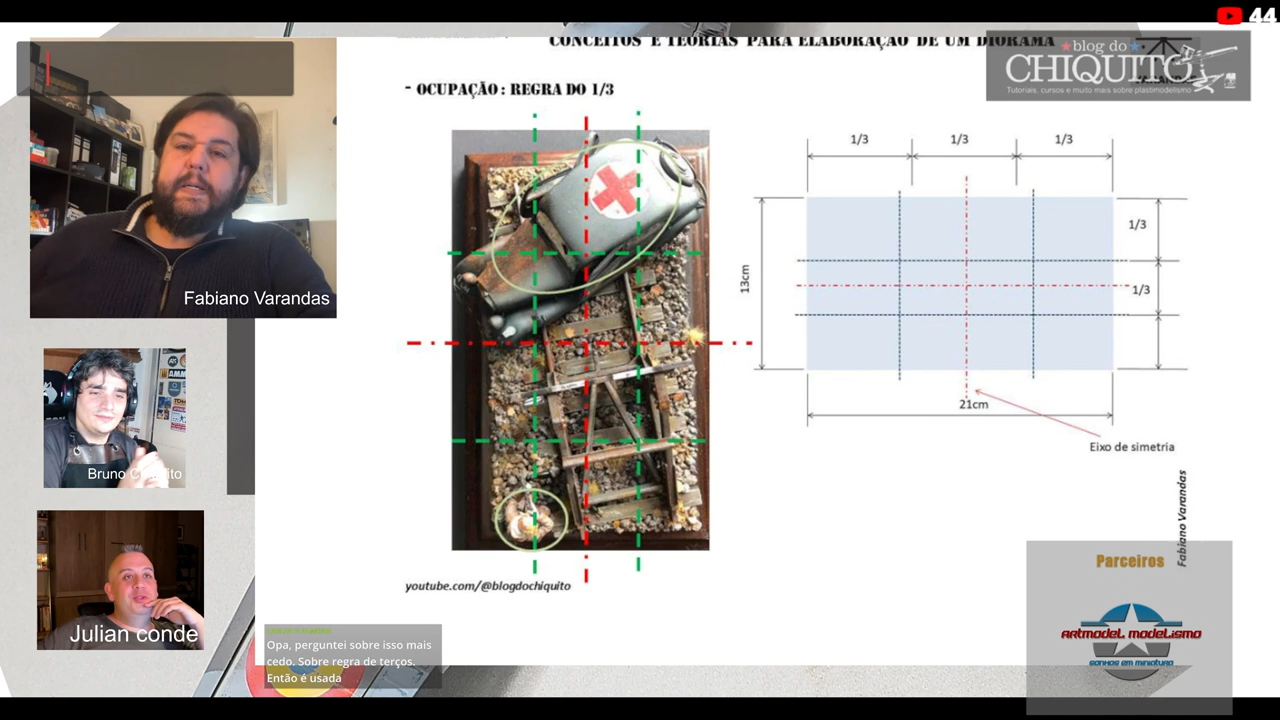 44
CONCEITOS E TEORIAS PARA ELABORAÇÃO DE UM DIORAMA
blog do
CHIQUITO
Tutoriais, cursos e muito mais sobre plastimodelismo
- OCUPAÇÃO : REGRA DO 1/3
1/3
1/3
1/3
1/3
1/3
13cm
21cm
Eixo de simetria
Fabiano Varandas
youtube.com/@blogdochiquito
Fabiano Varandas
Bruno
Julian conde
Opa, perguntei sobre isso mais
cedo. Sobre regra de terços.
Então é usada
Parceiros
ARTMODEL MODELISMO
SONHOS EM MINIATURA